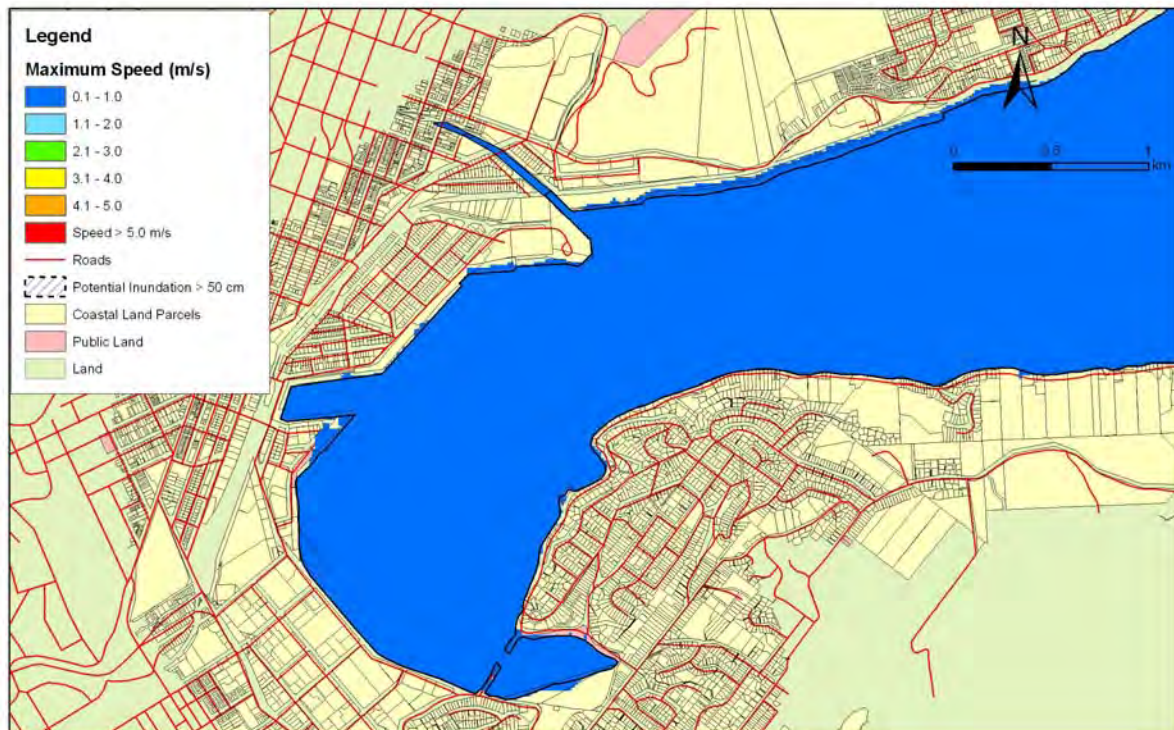 Legend
Maximum Speed (m/s)
0.1 - 1.0
1.1 - 2.0
2.1 - 3.0
3.1 - 4.0
4.1 - 5.0
Speed > 5.0 m/s
Roads
Potential Inundation > 50 cm
Coastal Land Parcels
Public Land
Land
N
0 0.5 1
km